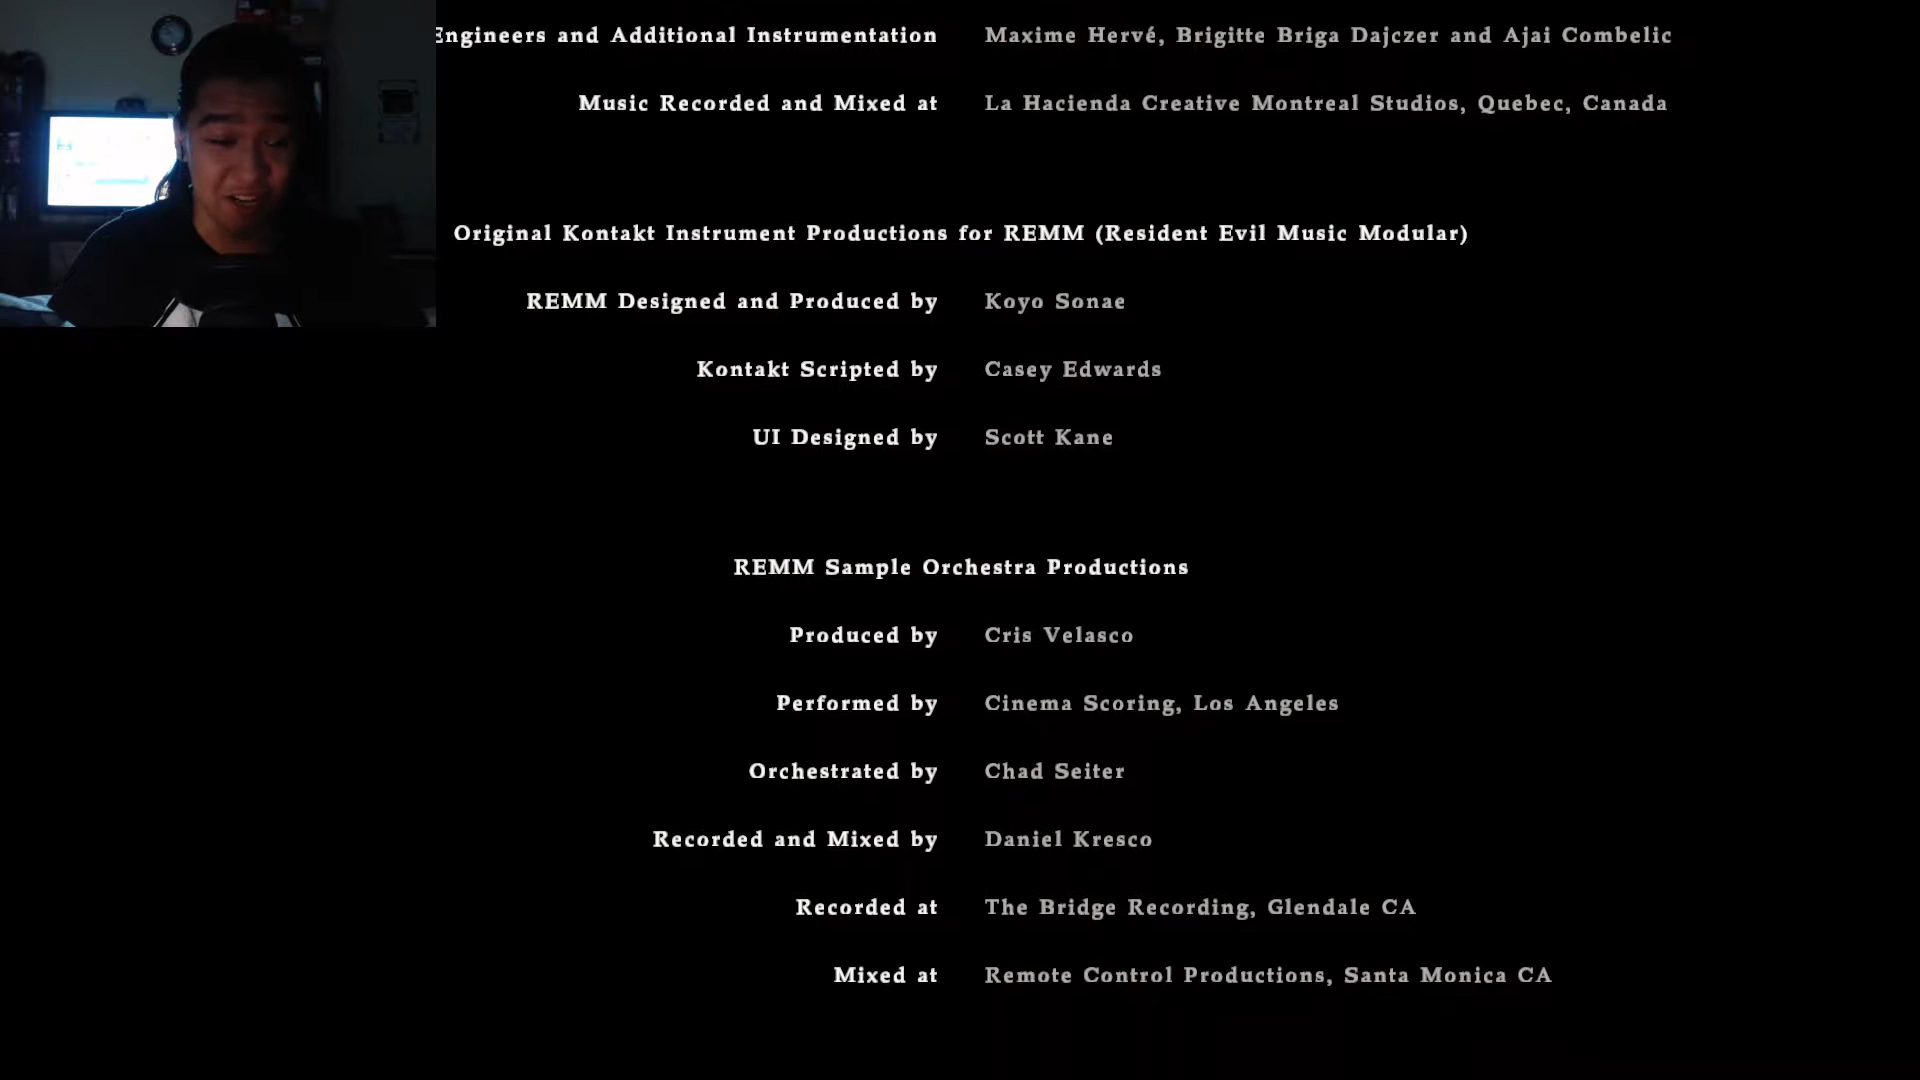 Engineers and Additional Instrumentation Maxime Hervé, Brigitte Briga Dajczer and Ajai Combelic
Music Recorded and Mixed at La Hacienda Creative Montreal Studios, Quebec, Canada
Original Kontakt Instrument Productions for REMM (Resident Evil Music Modular)
REMM Designed and Produced by Koyo Sonae
Kontakt Scripted by Casey Edwards
UI Designed by Scott Kane
REMM Sample Orchestra Productions
Produced by Cris Velasco
Performed by Cinema Scoring, Los Angeles
Orchestrated by Chad Seiter
Recorded and Mixed by Daniel Kresco
Recorded at The Bridge Recording, Glendale CA
Mixed at Remote Control Productions, Santa Monica CA